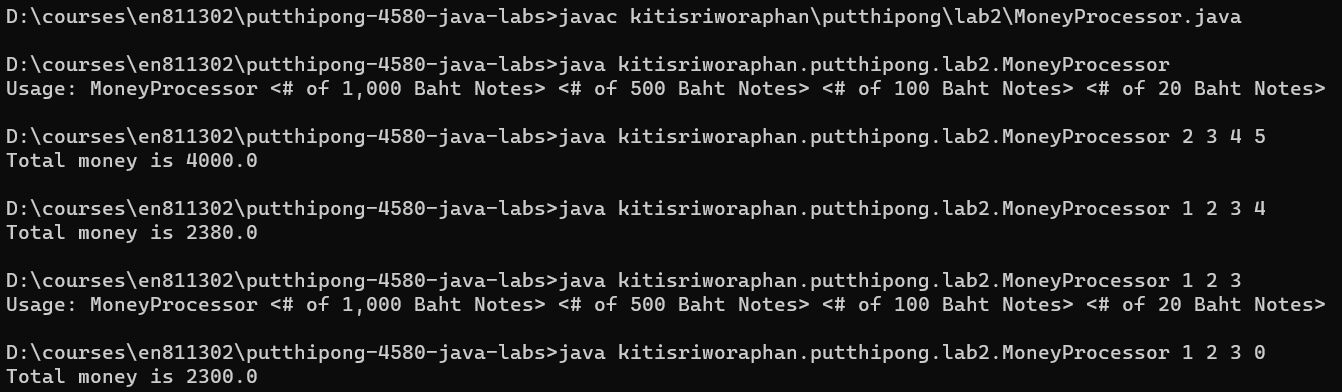 D:\courses\en811302\putthipong-4580-java-labs>javac kitisriworaphan\putthipong\lab2\MoneyProcessor.java
D:\courses\en811302\putthipong-4580-java-labs>java kitisriworaphan.putthipong.lab2.MoneyProcessor
Usage: MoneyProcessor <# of 1,000 Baht Notes> <# of 500 Baht Notes> <# of 100 Baht Notes> <# of 20 Baht Notes>
D:\courses\en811302\putthipong-4580-java-labs>java kitisriworaphan.putthipong.lab2.MoneyProcessor 2 3 4 5
Total money is 4000.0
D:\courses\en811302\putthipong-4580-java-labs>java kitisriworaphan.putthipong.lab2.MoneyProcessor 1 2 3 4
Total money is 2380.0
D:\courses\en811302\putthipong-4580-java-labs>java kitisriworaphan.putthipong.lab2.MoneyProcessor 1 2 3
Usage: MoneyProcessor <# of 1,000 Baht Notes> <# of 500 Baht Notes> <# of 100 Baht Notes> <# of 20 Baht Notes>
D:\courses\en811302\putthipong-4580-java-labs>java kitisriworaphan.putthipong.lab2.MoneyProcessor 1 2 3 0
Total money is 2300.0